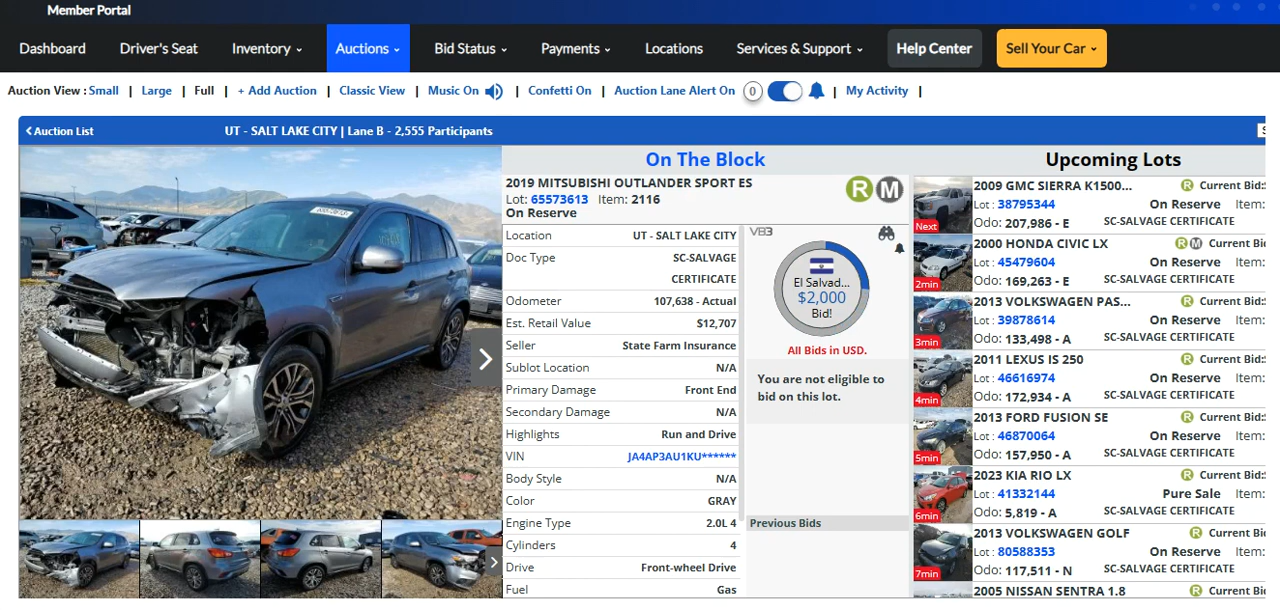 Member Portal
Dashboard
Driver's Seat
Inventory
Auctions
Bid Status
Payments
Locations
Services & Support
Help Center
Sell Your Car
Auction View : Small | Large | Full | + Add Auction | Classic View | Music On | Confetti On | Auction Lane Alert On 0 | My Activity |
Auction List
UT - SALT LAKE CITY | Lane B - 2,555 Participants
On The Block
2019 MITSUBISHI OUTLANDER SPORT ES
R M
Lot: 65573613 Item: 2116
On Reserve
Location UT - SALT LAKE CITY
Doc Type SC-SALVAGE
CERTIFICATE
Odometer 107,638 - Actual
Est. Retail Value $12,707
Seller State Farm Insurance
Sublot Location N/A
Primary Damage Front End
Secondary Damage N/A
Highlights Run and Drive
VIN JA4AP3AU1KU******
Body Style N/A
Color GRAY
Engine Type 2.0L 4
Cylinders 4
Drive Front-wheel Drive
Fuel Gas
VB3
El Salvad...
$2,000
Bid!
All Bids in USD.
You are not eligible to
bid on this lot.
Previous Bids
Upcoming Lots
2009 GMC SIERRA K1500... R Current Bid:
Lot : 38795344 On Reserve Item:
Odo: 207,986 - E SC-SALVAGE CERTIFICATE
Next
2000 HONDA CIVIC LX R M Current Bi
Lot : 45479604 On Reserve Item:
Odo: 169,263 - E SC-SALVAGE CERTIFICATE
2min
2013 VOLKSWAGEN PAS... R Current Bid:
Lot : 39878614 On Reserve Item:
Odo: 133,498 - A SC-SALVAGE CERTIFICATE
3min
2011 LEXUS IS 250 R Current Bid:
Lot : 46616974 On Reserve Item:
Odo: 172,934 - A SC-SALVAGE CERTIFICATE
4min
2013 FORD FUSION SE R Current Bid:
Lot : 46870064 On Reserve Item:
Odo: 157,950 - A SC-SALVAGE CERTIFICATE
5min
2023 KIA RIO LX R Current Bid:
Lot : 41332144 Pure Sale Item:
Odo: 5,819 - A SC-SALVAGE CERTIFICATE
6min
2013 VOLKSWAGEN GOLF R Current Bi
Lot : 80588353 On Reserve Item:
Odo: 117,511 - N SC-SALVAGE CERTIFICATE
7min
2005 NISSAN SENTRA 1.8 R Current Bi